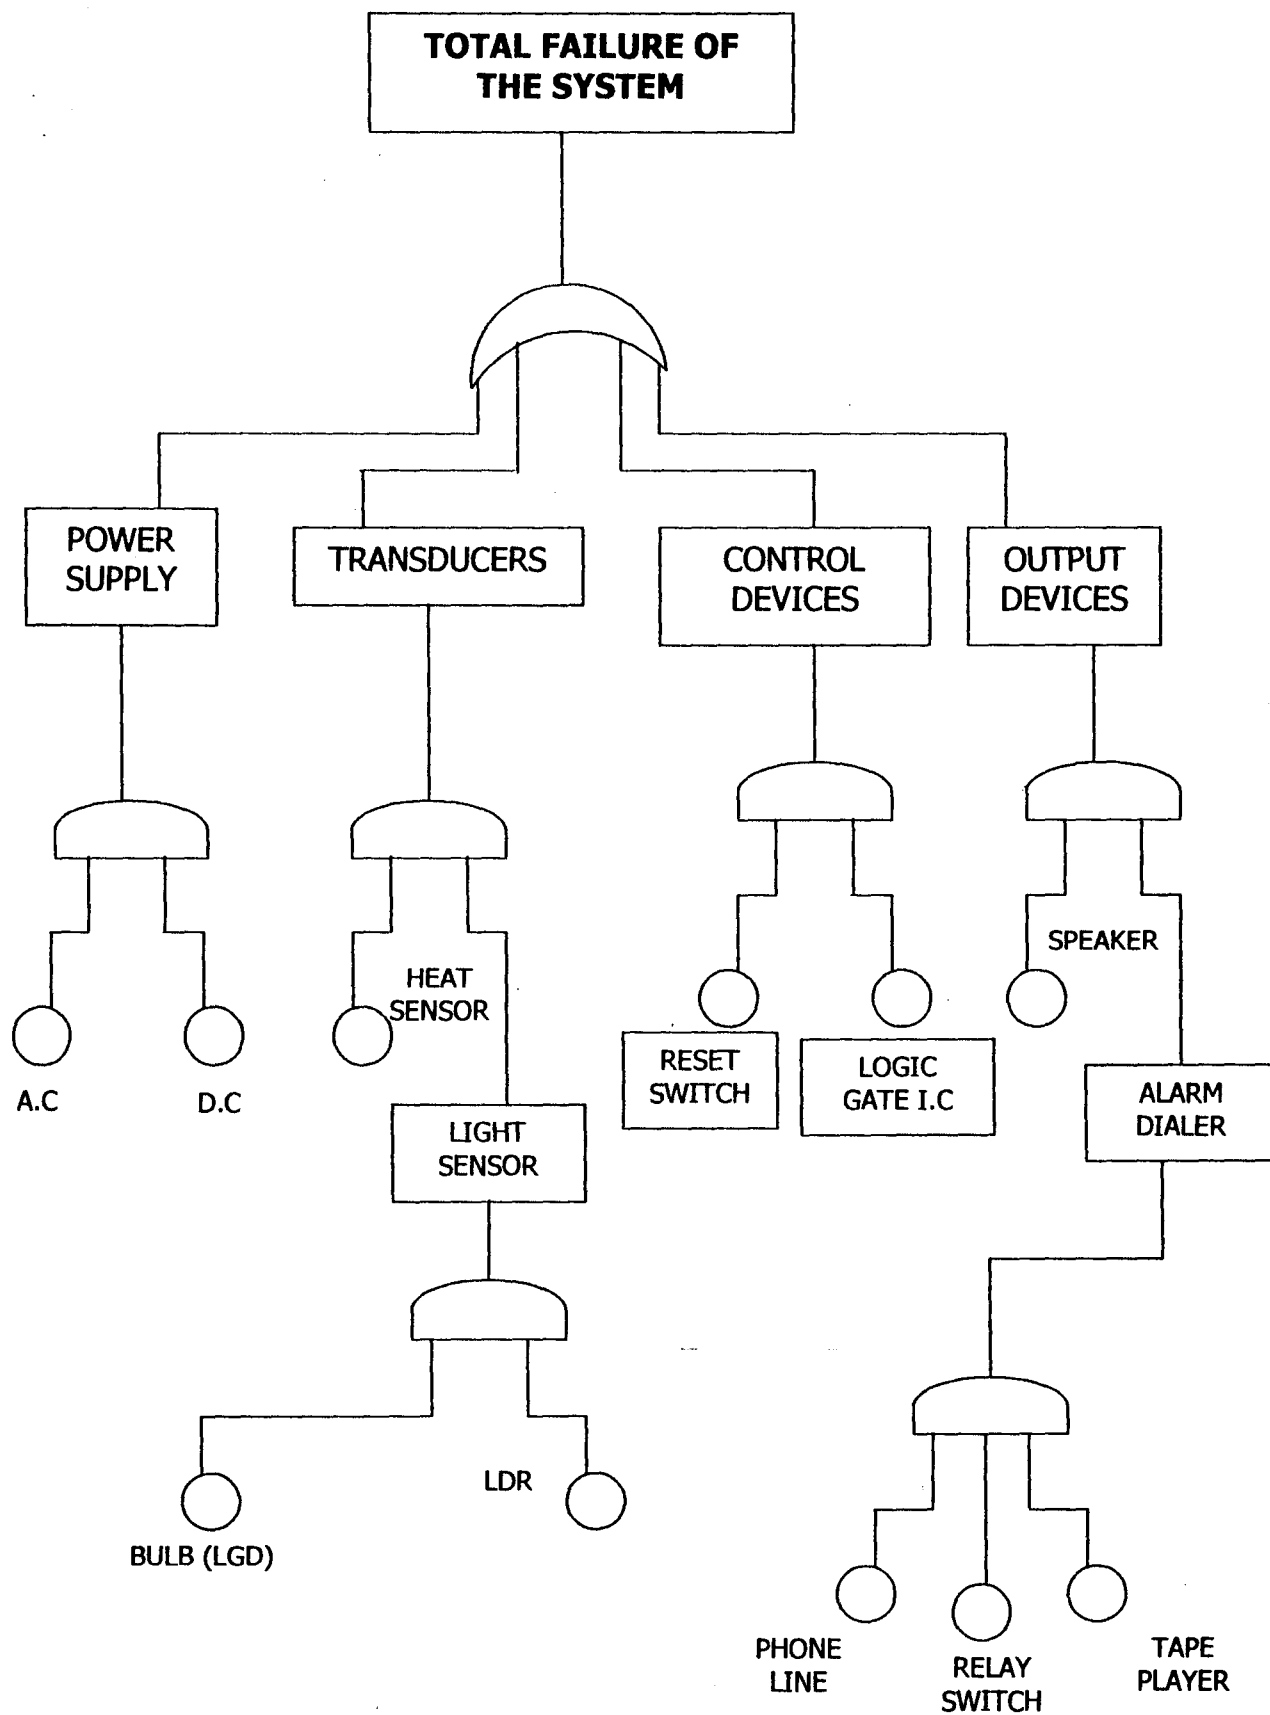 TOTAL FAILURE OF
THE SYSTEM
POWER
SUPPLY
TRANSDUCERS
CONTROL
DEVICES
OUTPUT
DEVICES
HEAT
SENSOR
SPEAKER
A.C
D.C
RESET
SWITCH
LOGIC
GATE I.C
ALARM
DIALER
LIGHT
SENSOR
LDR
BULB (LGD)
PHONE
LINE
RELAY
SWITCH
TAPE
PLAYER